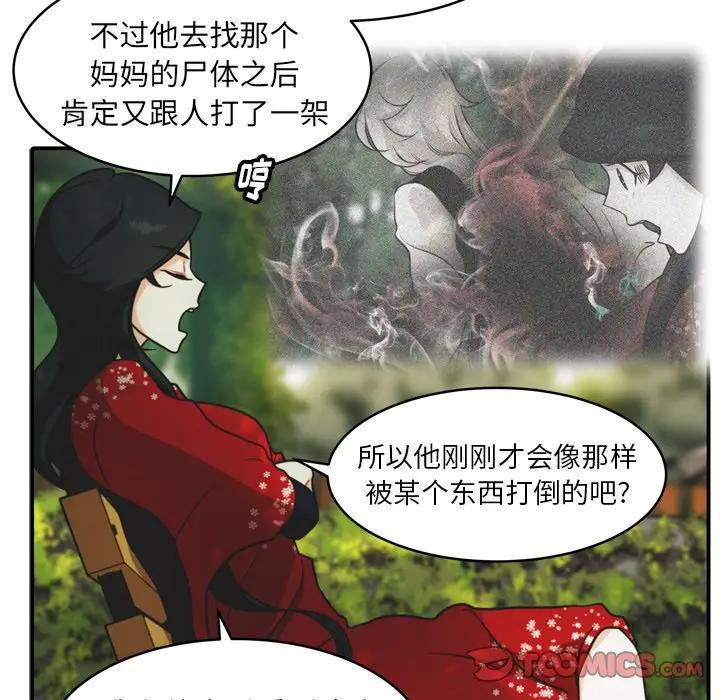 不过他去找那个
妈妈的尸体之后
肯定又跟人打了一架
哼
所以他刚刚才会像那样
被某个东西打倒的吧?
TOOMICS.COM